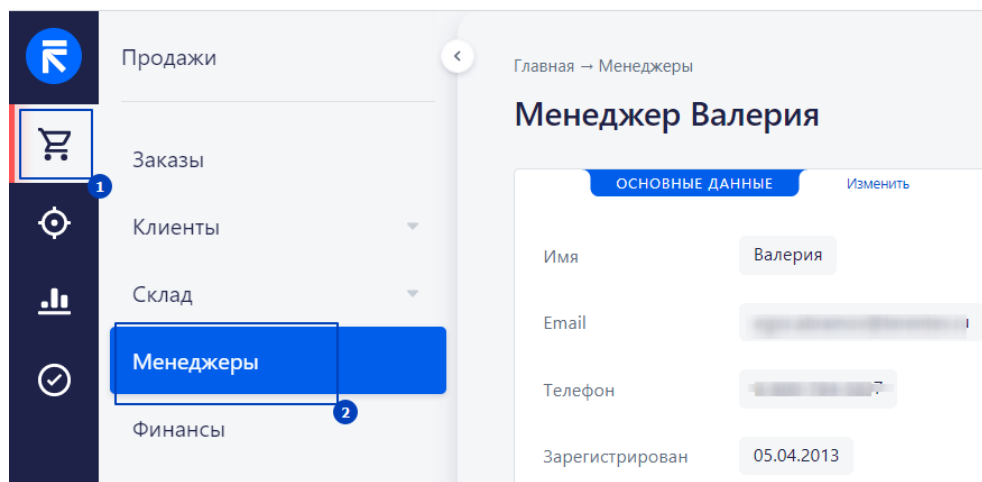 Продажи
Заказы
Клиенты
Склад
Менеджеры
Финансы
1
2
Главная → Менеджеры
Менеджер Валерия
ОСНОВНЫЕ ДАННЫЕ Изменить
Имя Валерия
Email
Телефон 7
Зарегистрирован 05.04.2013